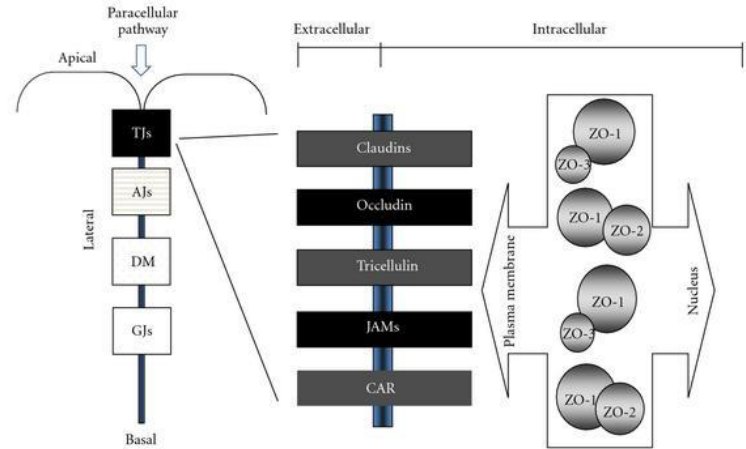 Paracellular
pathway
Apical
TJs
AJs
DM
GJs
Lateral
Basal
Extracellular
Intracellular
Claudins
Occludin
Tricellulin
JAMs
CAR
Plasma membrane
ZO-1
ZO-3
ZO-1
ZO-2
ZO-1
ZO-3
ZO-1
ZO-2
Nucleus